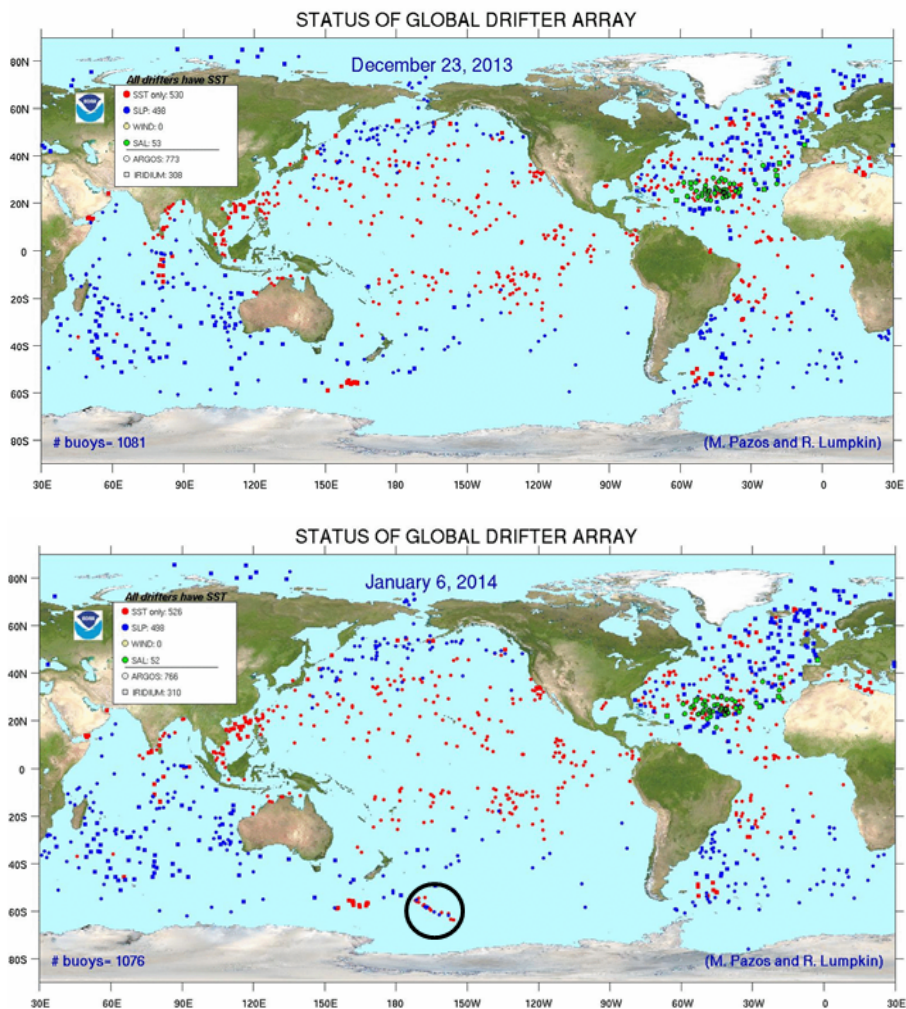 STATUS OF GLOBAL DRIFTER ARRAY
December 23, 2013
All drifters have SST
SST only: 530
SLP: 498
WIND: 0
SAL: 53
ARGOS: 773
IRIDIUM: 308
80N
60N
40N
20N
0
20S
40S
60S
80S
# buoys= 1081
(M. Pazos and R. Lumpkin)
30E 60E 90E 120E 150E 180 150W 120W 90W 60W 30W 0 30E
STATUS OF GLOBAL DRIFTER ARRAY
January 6, 2014
All drifters have SST
SST only: 526
SLP: 498
WIND: 0
SAL: 52
ARGOS: 766
IRIDIUM: 310
80N
60N
40N
20N
0
20S
40S
60S
80S
# buoys= 1076
(M. Pazos and R. Lumpkin)
30E 60E 90E 120E 150E 180 150W 120W 90W 60W 30W 0 30E